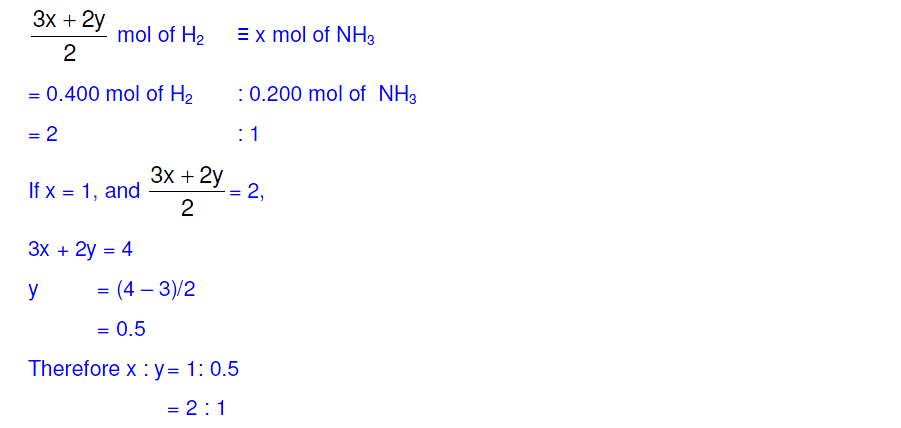 (3x + 2y)/2 mol of H₂ ≡ x mol of NH₃
= 0.400 mol of H₂ : 0.200 mol of NH₃
= 2 : 1
If x = 1, and (3x + 2y)/2 = 2,
3x + 2y = 4
y = (4 – 3)/2
= 0.5
Therefore x : y = 1: 0.5
= 2 : 1